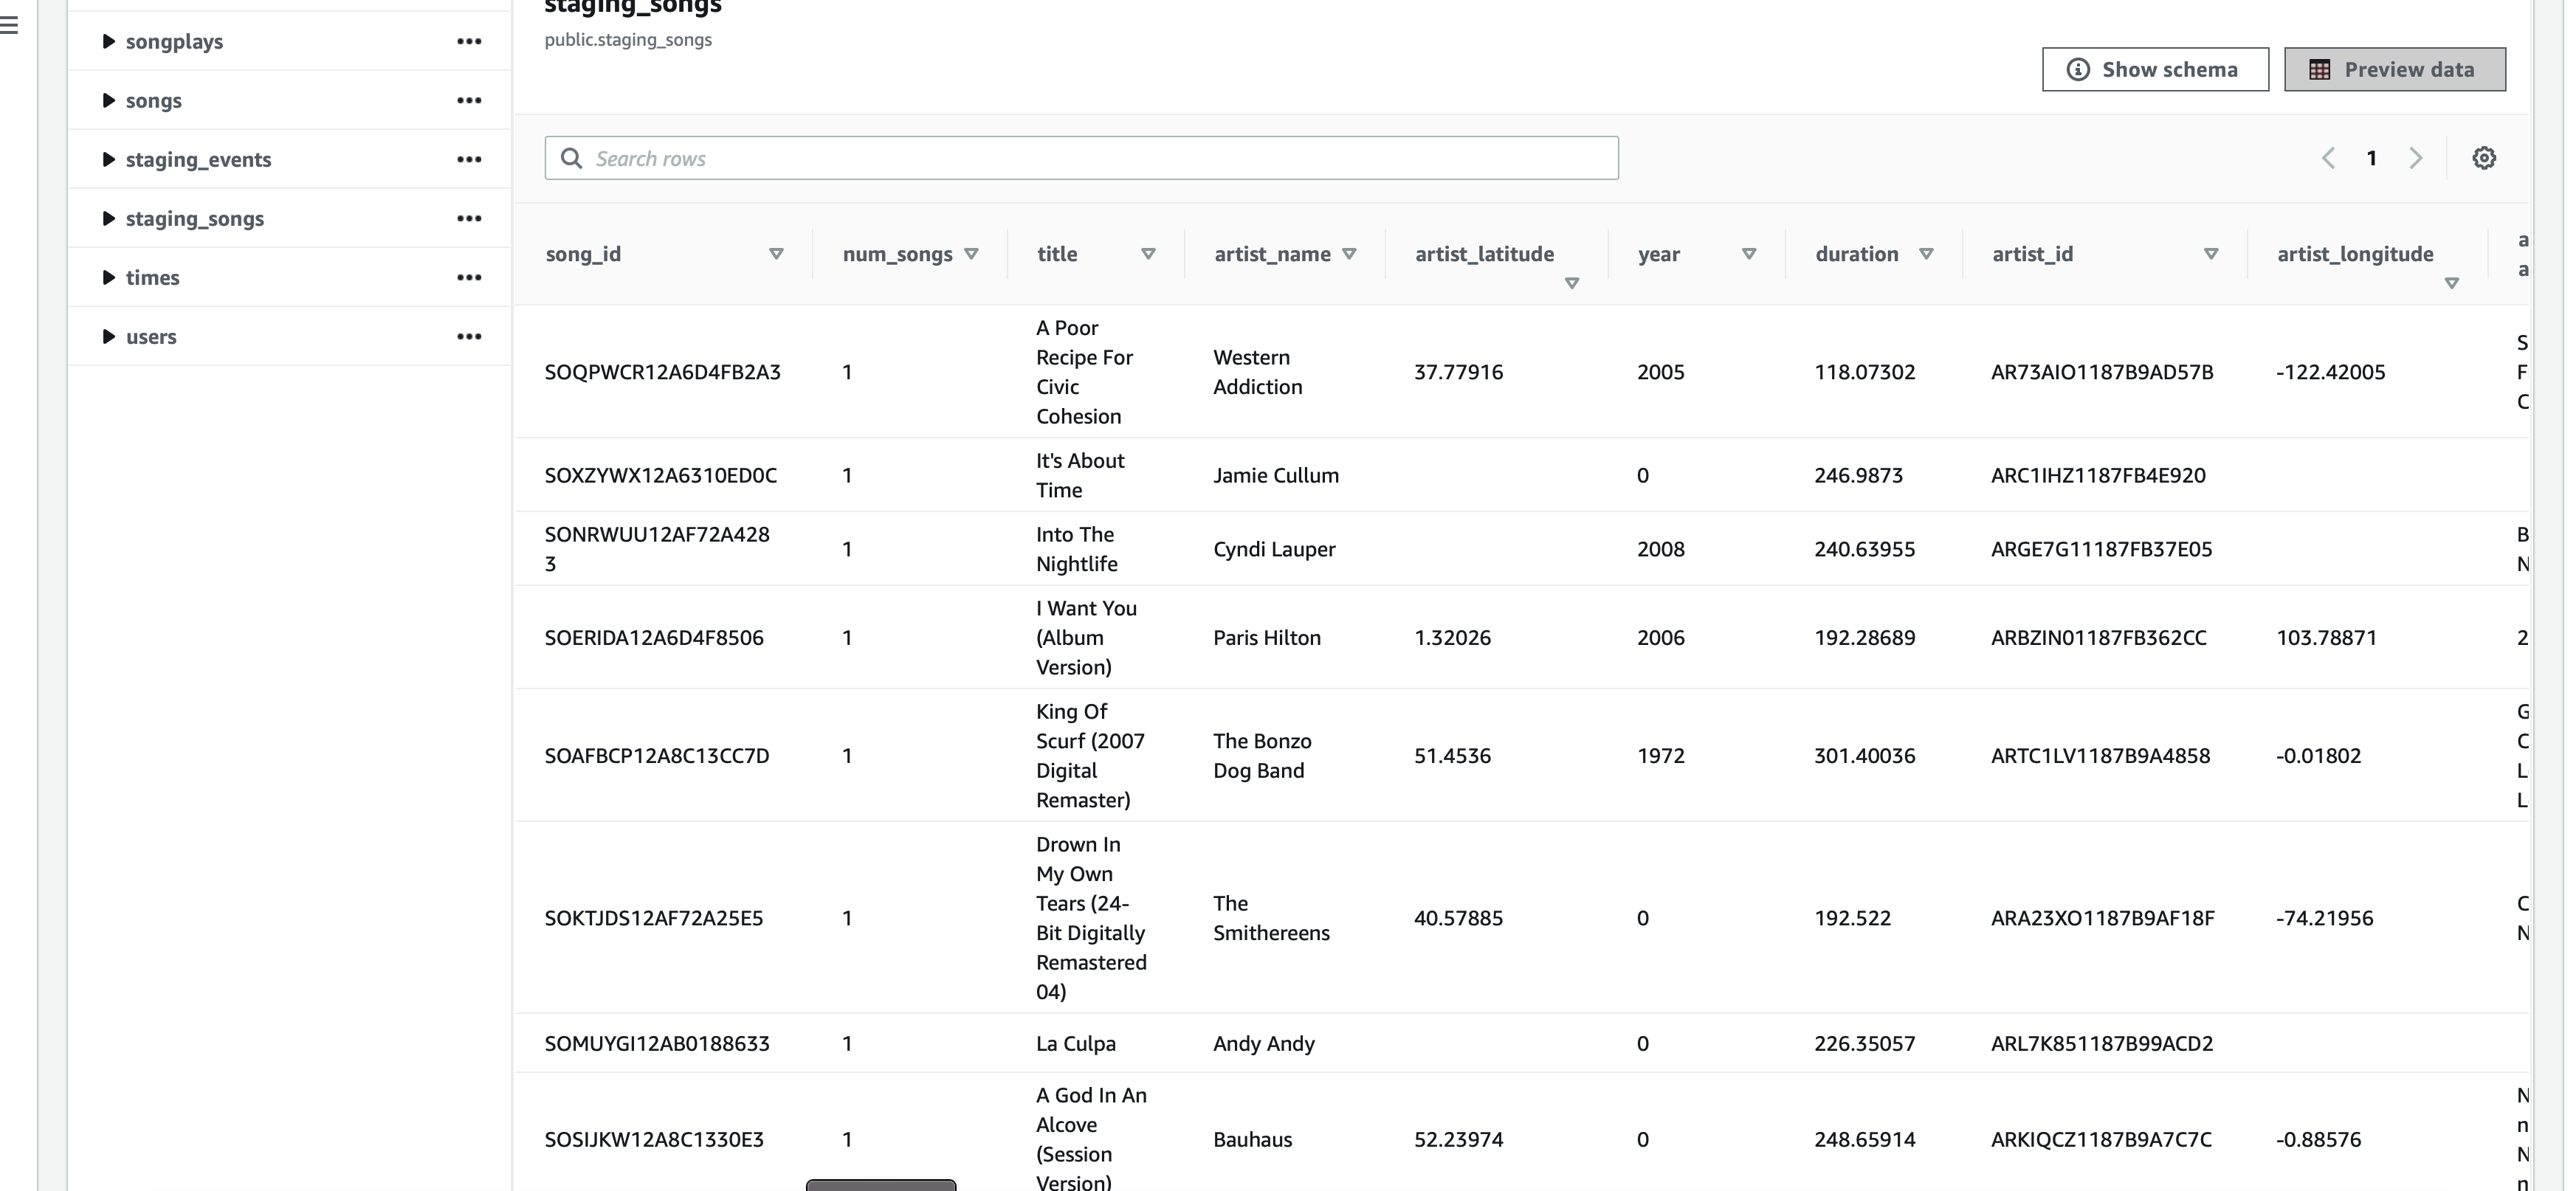 staging_songs
public.staging_songs
songplays
songs
staging_events
staging_songs
times
users
Show schema
Preview data
Search rows
1
song_id num_songs title artist_name artist_latitude year duration artist_id artist_longitude a
a
SOQPWCR12A6D4FB2A3 1 A Poor
Recipe For
Civic
Cohesion
Western
Addiction
37.77916 2005 118.07302 AR73AIO1187B9AD57B -122.42005
S
F
C
SOXZYWX12A6310ED0C 1 It's About
Time
Jamie Cullum 0 246.9873 ARC1IHZ1187FB4E920
SONRWUU12AF72A428
3
1 Into The
Nightlife
Cyndi Lauper 2008 240.63955 ARGE7G11187FB37E05
B
N
SOERIDA12A6D4F8506 1 I Want You
(Album
Version)
Paris Hilton 1.32026 2006 192.28689 ARBZIN01187FB362CC 103.78871 2
SOAFBCP12A8C13CC7D 1 King Of
Scurf (2007
Digital
Remaster)
The Bonzo
Dog Band
51.4536 1972 301.40036 ARTC1LV1187B9A4858 -0.01802
G
C
L
L
SOKTJDS12AF72A25E5 1 Drown In
My Own
Tears (24-
Bit Digitally
Remastered
04)
The
Smithereens
40.57885 0 192.522 ARA23XO1187B9AF18F -74.21956
C
N
SOMUYGI12AB0188633 1 La Culpa Andy Andy 0 226.35057 ARL7K851187B99ACD2
SOSIJKW12A8C1330E3 1 A God In An
Alcove
(Session
Version)
Bauhaus 52.23974 0 248.65914 ARKIQCZ1187B9A7C7C -0.88576
N
n
N
n